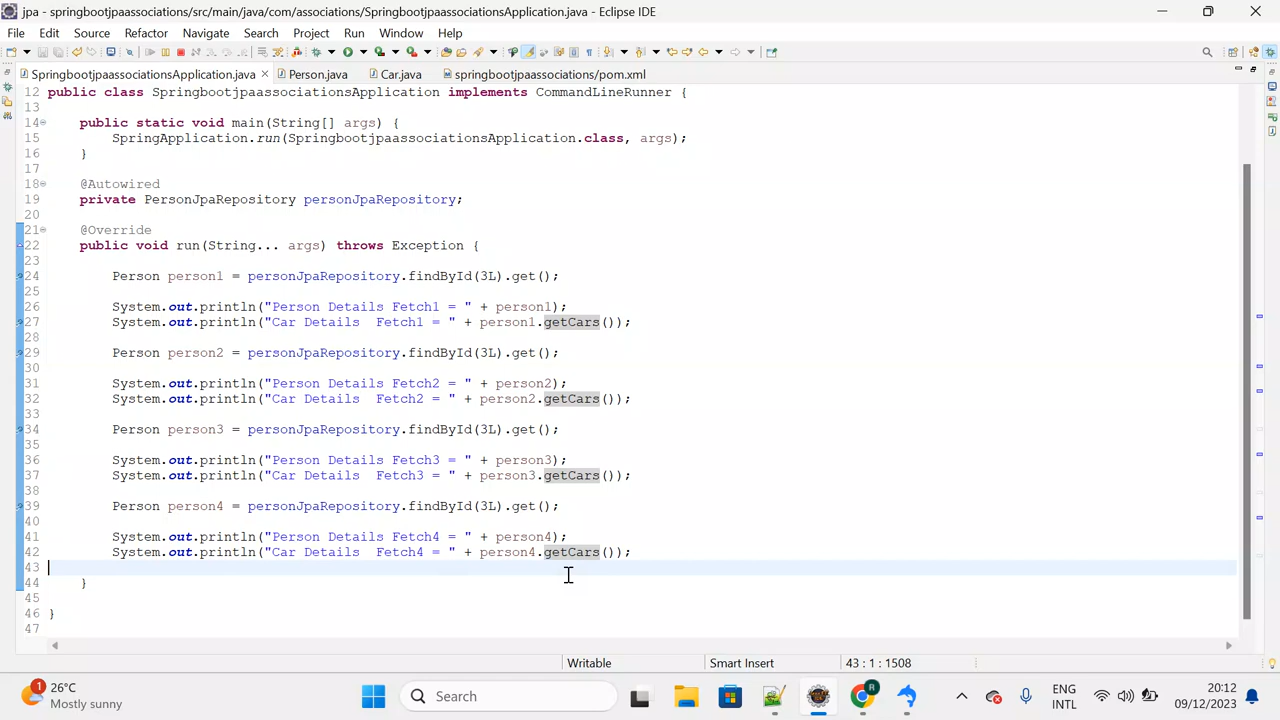 jpa - springbootjpaassociations/src/main/java/com/associations/SpringbootjpaassociationsApplication.java - Eclipse IDE
File Edit Source Refactor Navigate Search Project Run Window Help
SpringbootjpaassociationsApplication.java Person.java Car.java springbootjpaassociations/pom.xml
12 public class SpringbootjpaassociationsApplication implements CommandLineRunner {
13
14 public static void main(String[] args) {
15 SpringApplication.run(SpringbootjpaassociationsApplication.class, args);
16 }
17
18 @Autowired
19 private PersonJpaRepository personJpaRepository;
20
21 @Override
22 public void run(String... args) throws Exception {
23
24 Person person1 = personJpaRepository.findById(3L).get();
25
26 System.out.println("Person Details Fetch1 = " + person1);
27 System.out.println("Car Details  Fetch1 = " + person1.getCars());
28
29 Person person2 = personJpaRepository.findById(3L).get();
30
31 System.out.println("Person Details Fetch2 = " + person2);
32 System.out.println("Car Details  Fetch2 = " + person2.getCars());
33
34 Person person3 = personJpaRepository.findById(3L).get();
35
36 System.out.println("Person Details Fetch3 = " + person3);
37 System.out.println("Car Details  Fetch3 = " + person3.getCars());
38
39 Person person4 = personJpaRepository.findById(3L).get();
40
41 System.out.println("Person Details Fetch4 = " + person4);
42 System.out.println("Car Details  Fetch4 = " + person4.getCars());
43
44 }
45
46 }
47
Writable Smart Insert 43 : 1 : 1508
1 26°C
Mostly sunny
Search
R
ENG
INTL
20:12
09/12/2023